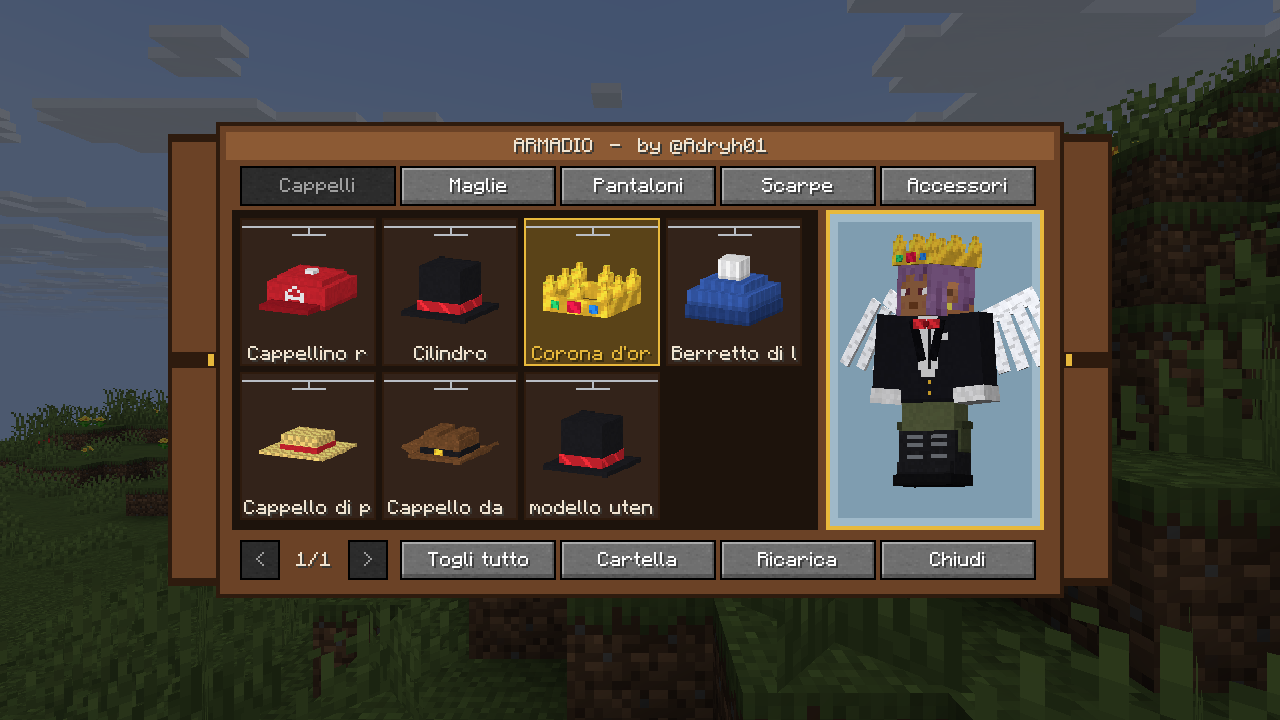 ARMADIO - by @Adryh01
Cappelli
Maglie
Pantaloni
Scarpe
Accessori
Cappellino r
Cilindro
Corona d'or
Berretto di l
Cappello di p
Cappello da
modello uten
<
1/1
>
Togli tutto
Cartella
Ricarica
Chiudi